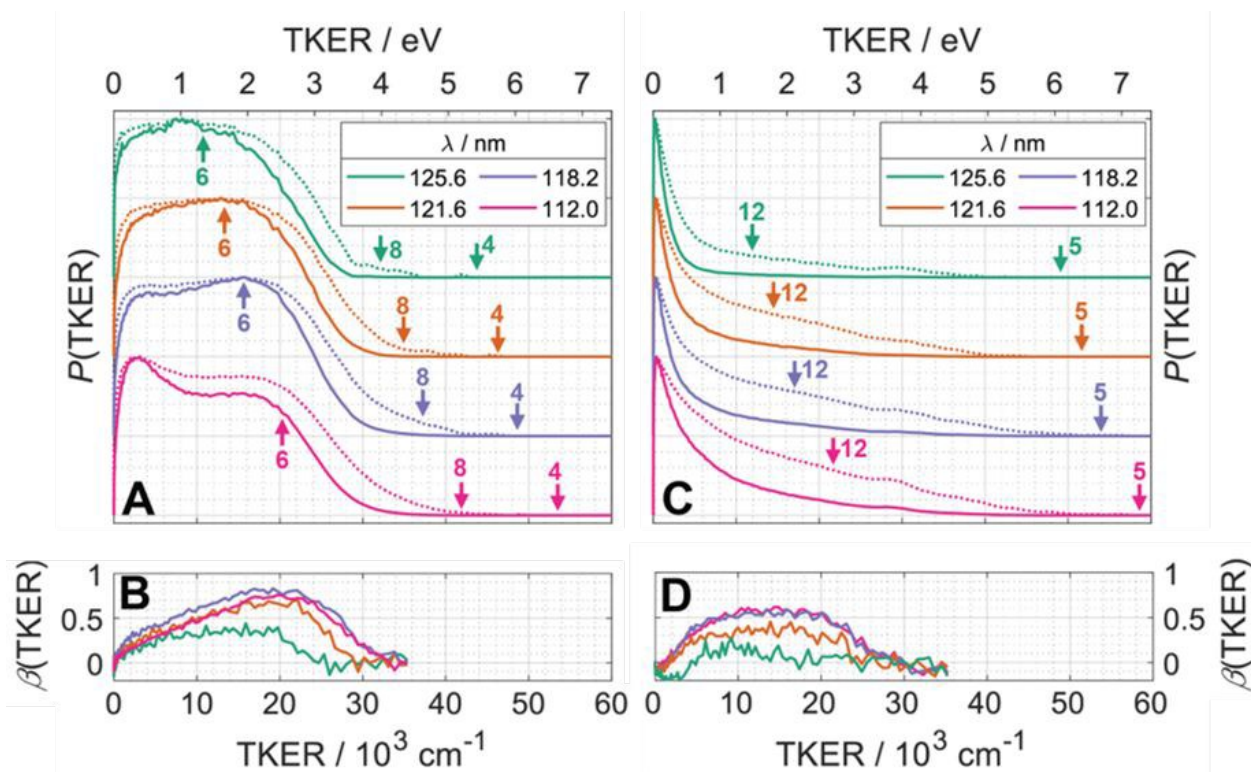 TKER / eV
0 1 2 3 4 5 6 7
λ / nm
125.6 118.2
121.6 112.0
6
8
4
6
8
4
6
8
4
6
8
4
P(TKER)
A
TKER / eV
0 1 2 3 4 5 6 7
λ / nm
125.6 118.2
121.6 112.0
12
5
12
5
12
5
12
5
P(TKER)
C
B
1
0.5
0
β(TKER)
0 10 20 30 40 50 60
TKER / 10³ cm⁻¹
D
1
0.5
0
β(TKER)
0 10 20 30 40 50 60
TKER / 10³ cm⁻¹